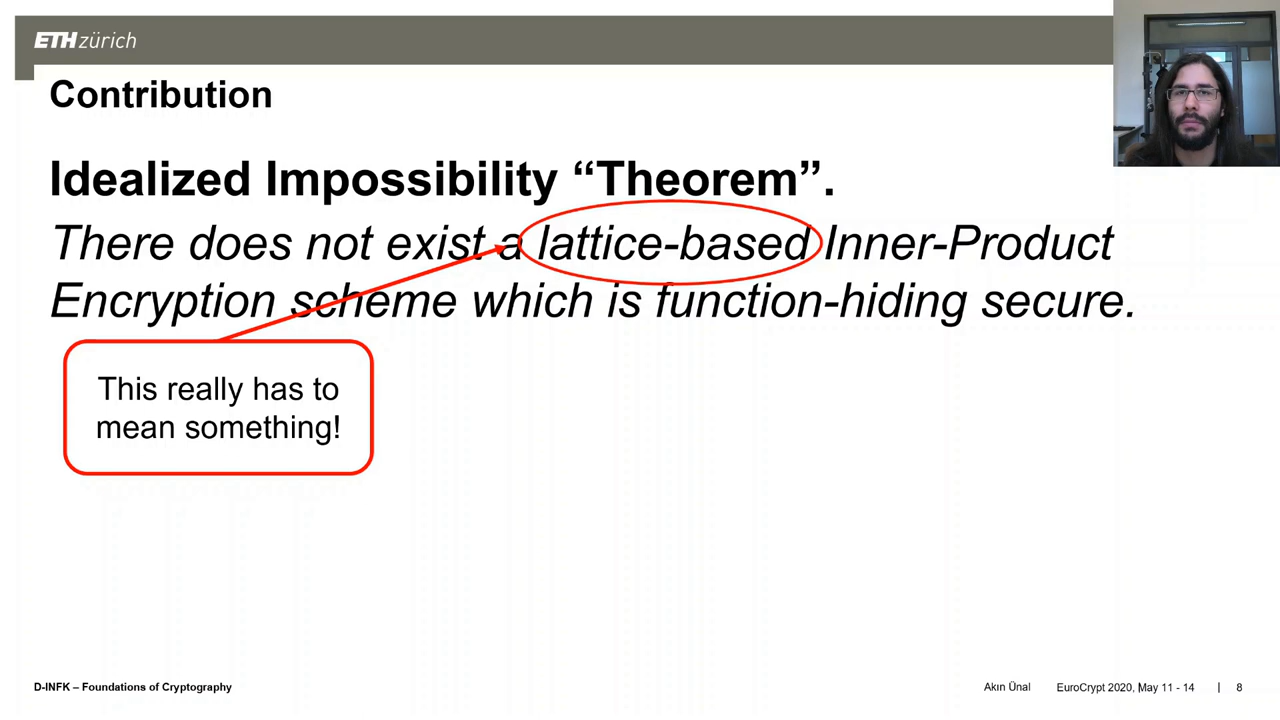 ETH zürich
Contribution
Idealized Impossibility “Theorem”.
There does not exist a lattice-based Inner-Product
Encryption scheme which is function-hiding secure.
This really has to
mean something!
D-INFK – Foundations of Cryptography
Akın Ünal
EuroCrypt 2020, May 11 - 14
| 8